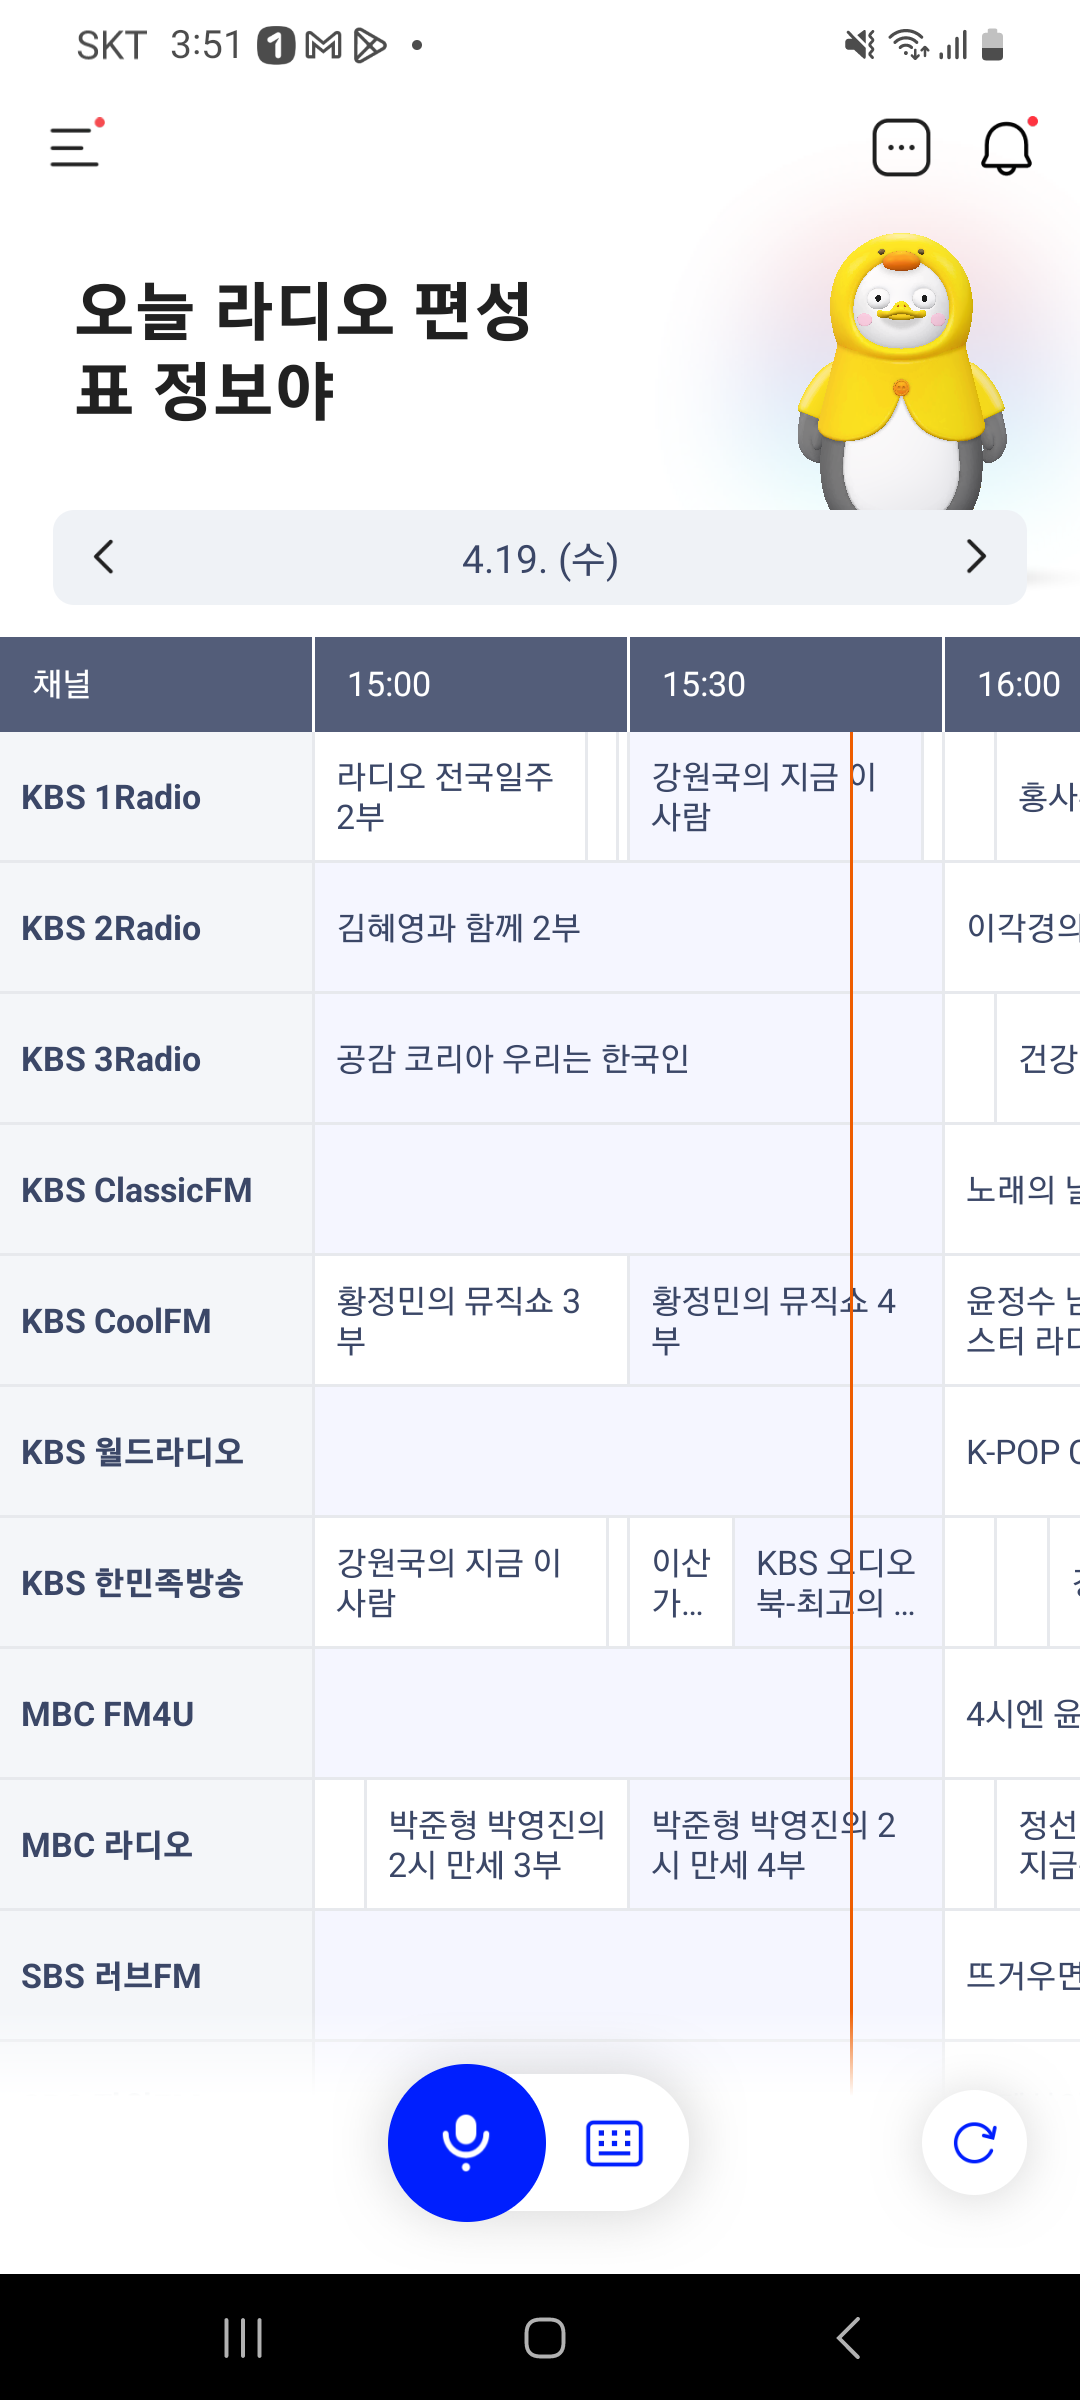 SKT 3:51
오늘 라디오 편성
표 정보야
4.19. (수)
채널 15:00 15:30 16:00
KBS 1Radio
라디오 전국일주
2부
강원국의 지금 이
사람
홍사
KBS 2Radio
김혜영과 함께 2부
이각경의
KBS 3Radio
공감 코리아 우리는 한국인
건강
KBS ClassicFM
노래의
KBS CoolFM
황정민의 뮤직쇼 3
부
황정민의 뮤직쇼 4
부
윤정수
스터 라디
KBS 월드라디오
K-POP
KBS 한민족방송
강원국의 지금 이
사람
이산
가...
KBS 오디오
북-최고의 ...
MBC FM4U
4시엔 윤
MBC 라디오
박준형 박영진의
2시 만세 3부
박준형 박영진의 2
시 만세 4부
정선
지금
SBS 러브FM
뜨거우면